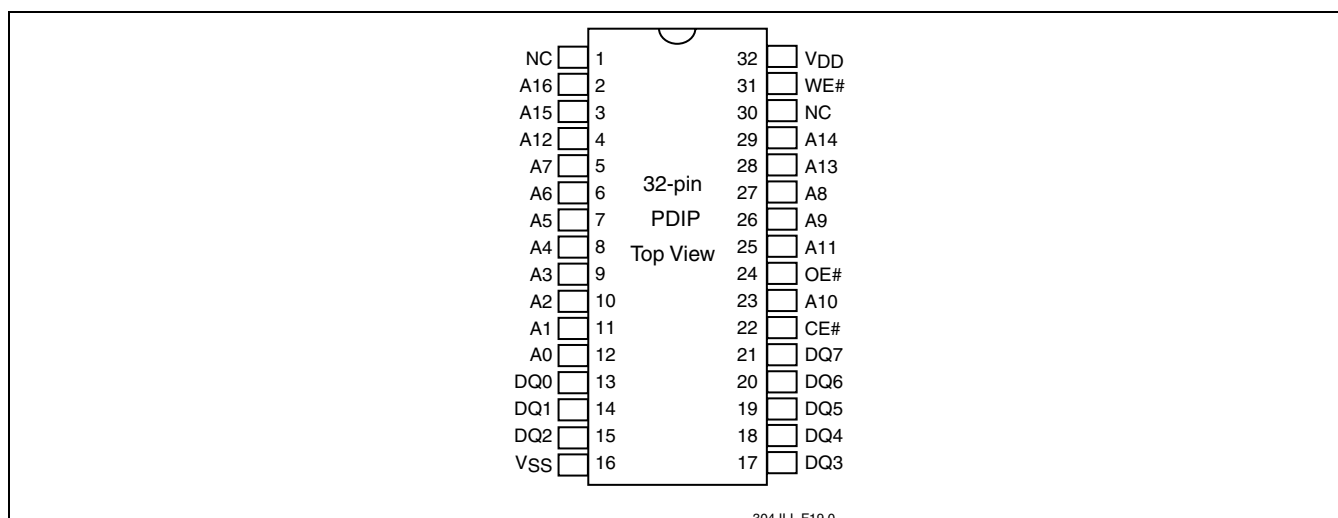 NC 1 32 VDD
A16 2 31 WE#
A15 3 30 NC
A12 4 29 A14
A7 5 28 A13
A6 6 32-pin 27 A8
A5 7 PDIP 26 A9
A4 8 Top View 25 A11
A3 9 24 OE#
A2 10 23 A10
A1 11 22 CE#
A0 12 21 DQ7
DQ0 13 20 DQ6
DQ1 14 19 DQ5
DQ2 15 18 DQ4
VSS 16 17 DQ3